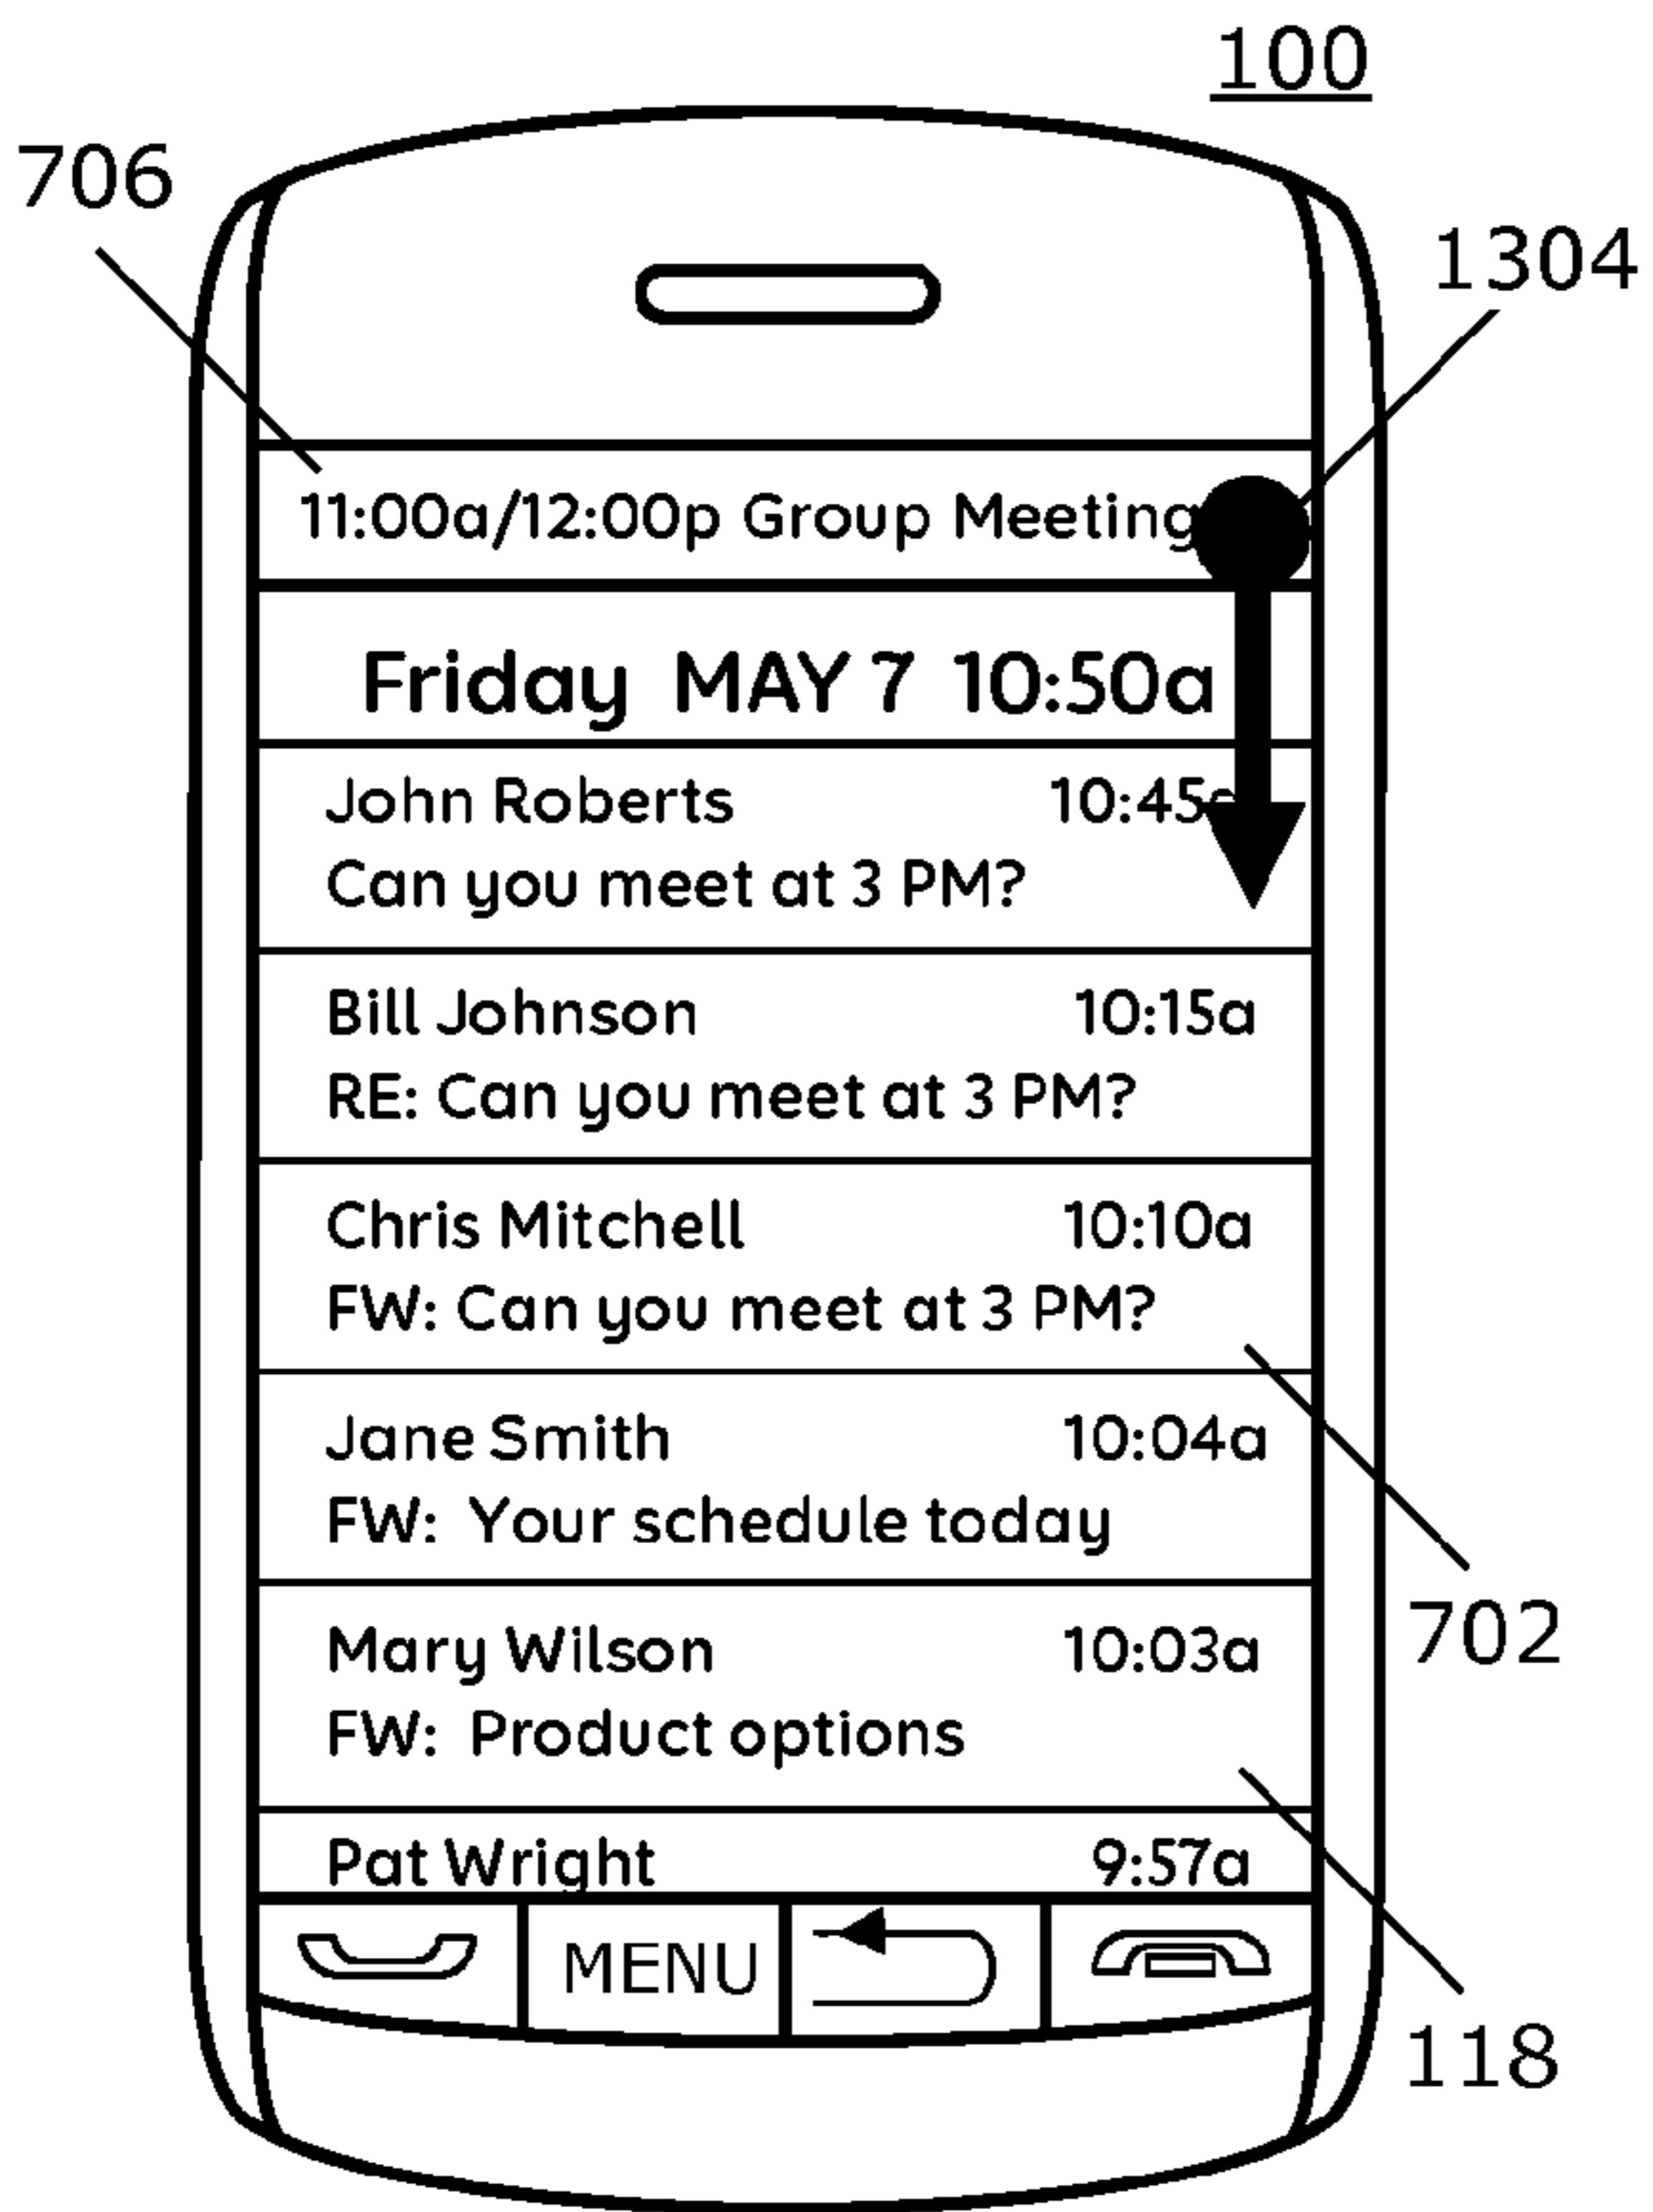 100
706
1304
11:00a/12:00p Group Meeting
Friday MAY 7 10:50a
John Roberts 10:45a
Can you meet at 3 PM?
Bill Johnson 10:15a
RE: Can you meet at 3 PM?
Chris Mitchell 10:10a
FW: Can you meet at 3 PM?
Jane Smith 10:04a
FW: Your schedule today
702
Mary Wilson 10:03a
FW: Product options
Pat Wright 9:57a
MENU
118